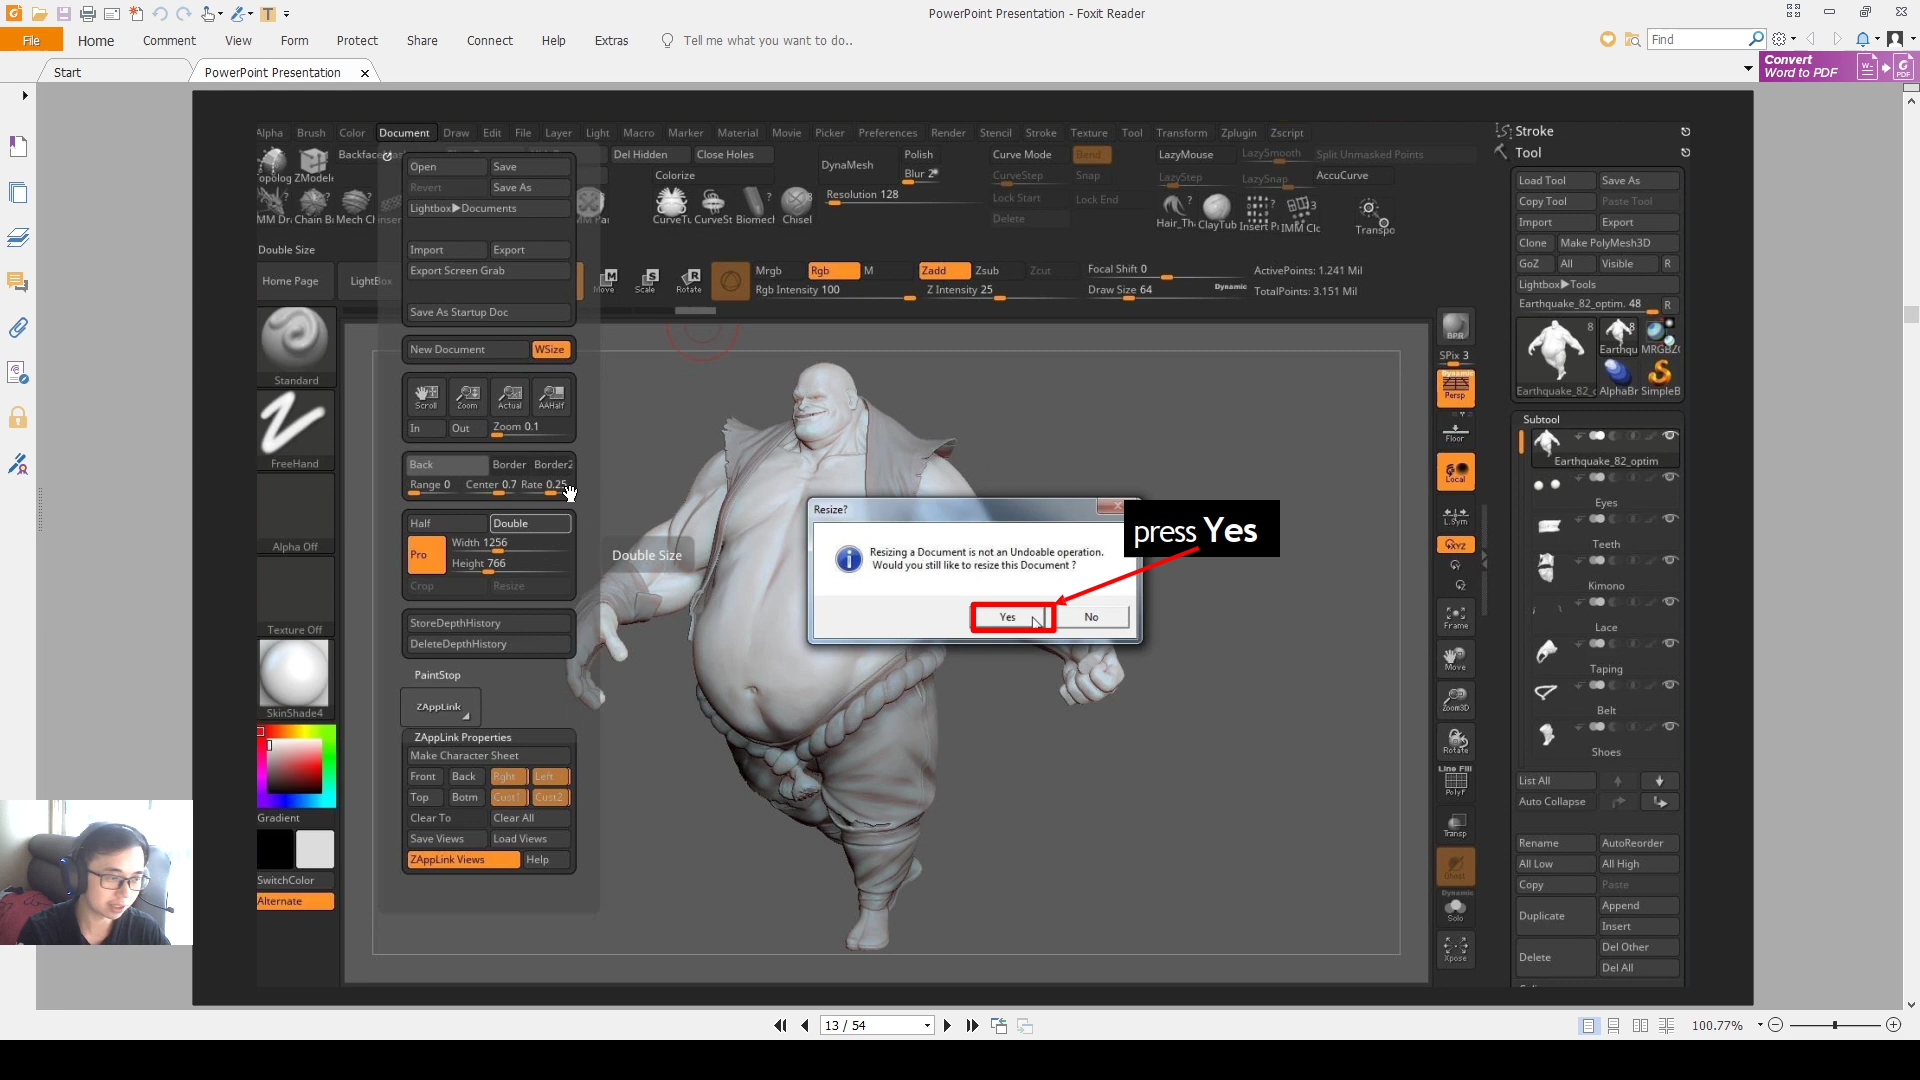 PowerPoint Presentation - Foxit Reader
File Home Comment View Form Protect Share Connect Help Extras Tell me what you want to do.. Find
Start PowerPoint Presentation
Convert
Word to PDF
Alpha Brush Color Document Draw Edit File Layer Light Macro Marker Material Movie Picker Preferences Render Stencil Stroke Texture Tool Transform Zplugin Zscript
Del Hidden Close Holes
Colorize
DynaMesh
Polish
Blur 2
Resolution 128
Curve Mode Bend
CurveStep Snap
Lock Start Lock End
Delete
LazyMouse LazySmooth Split Unmasked Points
LazyStep LazySnap AccuCurve
Chisel
Double Size
Home Page LightBox
Move Scale Rotate
Mrgb Rgb M
Rgb Intensity 100
Zadd Zsub Zcut
Z Intensity 25
Focal Shift 0
Draw Size 64 Dynamic
ActivePoints: 1.241 Mil
TotalPoints: 3.151 Mil
Standard
FreeHand
Alpha Off
Texture Off
SkinShade4
Gradient
SwitchColor
Alternate
Open Save
Revert Save As
Lightbox▶Documents
Import Export
Export Screen Grab
Save As Startup Doc
New Document WSize
Scroll Zoom Actual AAHalf
In Out Zoom 0.1
Back Border Border2
Range 0 Center 0.7 Rate 0.25
Half Double
Pro Width 1256
Height 766
Crop Resize
StoreDepthHistory
DeleteDepthHistory
PaintStop
ZAppLink
ZAppLink Properties
Make Character Sheet
Front Back Rght Left
Top Botm Cust1 Cust2
Clear To Clear All
Save Views Load Views
ZAppLink Views Help
Double Size
Resize?
Resizing a Document is not an Undoable operation.
Would you still like to resize this Document ?
Yes No
press Yes
BPR
SPix 3
Dynamic
Persp
Floor
Local
L.Sym
Frame
Move
Zoom3D
Rotate
Line Fill
PolyF
Transp
Ghost
Dynamic
Solo
Xpose
Stroke
Tool
Load Tool Save As
Copy Tool Paste Tool
Import Export
Clone Make PolyMesh3D
GoZ All Visible R
Lightbox▶Tools
Earthquake_82_optim. 48 R
8 8
Earthqu MRGBZ
Earthquake_82_c AlphaBr SimpleB
Subtool
Earthquake_82_optim
Eyes
Teeth
Kimono
Lace
Taping
Belt
Shoes
List All
Auto Collapse
Rename AutoReorder
All Low All High
Copy Paste
Duplicate Append
Insert
Delete Del Other
Del All
13 / 54
100.77%